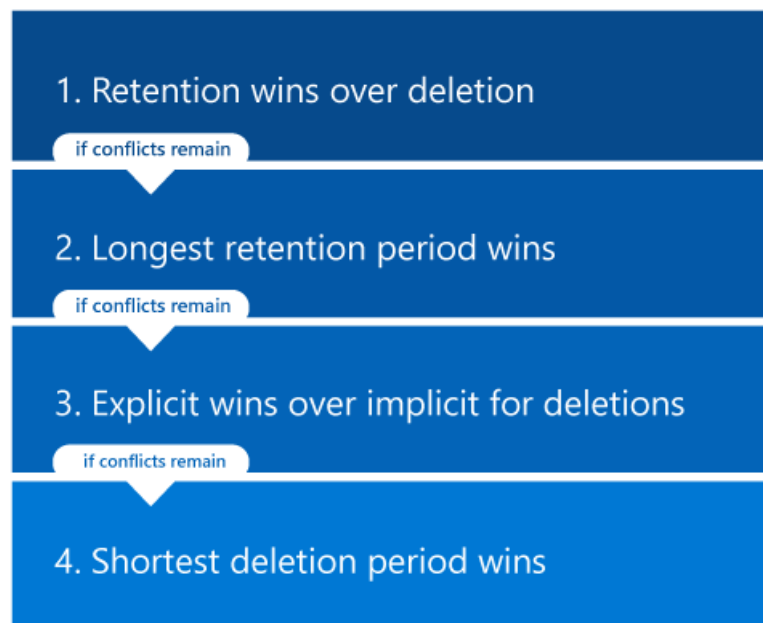 1. Retention wins over deletion
if conflicts remain
2. Longest retention period wins
if conflicts remain
3. Explicit wins over implicit for deletions
if conflicts remain
4. Shortest deletion period wins